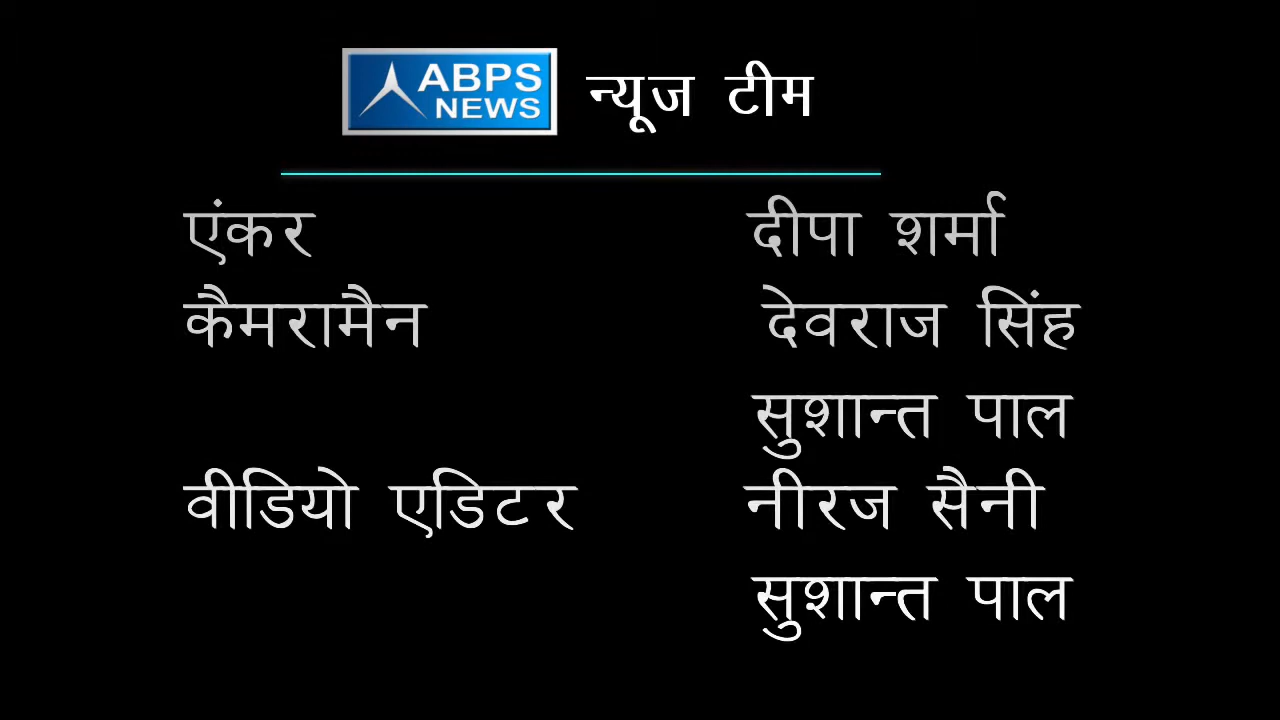 ABPS NEWS न्यूज टीम
एंकर दीपा शर्मा
कैमरामैन देवराज सिंह
सुशान्त पाल
वीडियो एडिटर नीरज सैनी
सुशान्त पाल